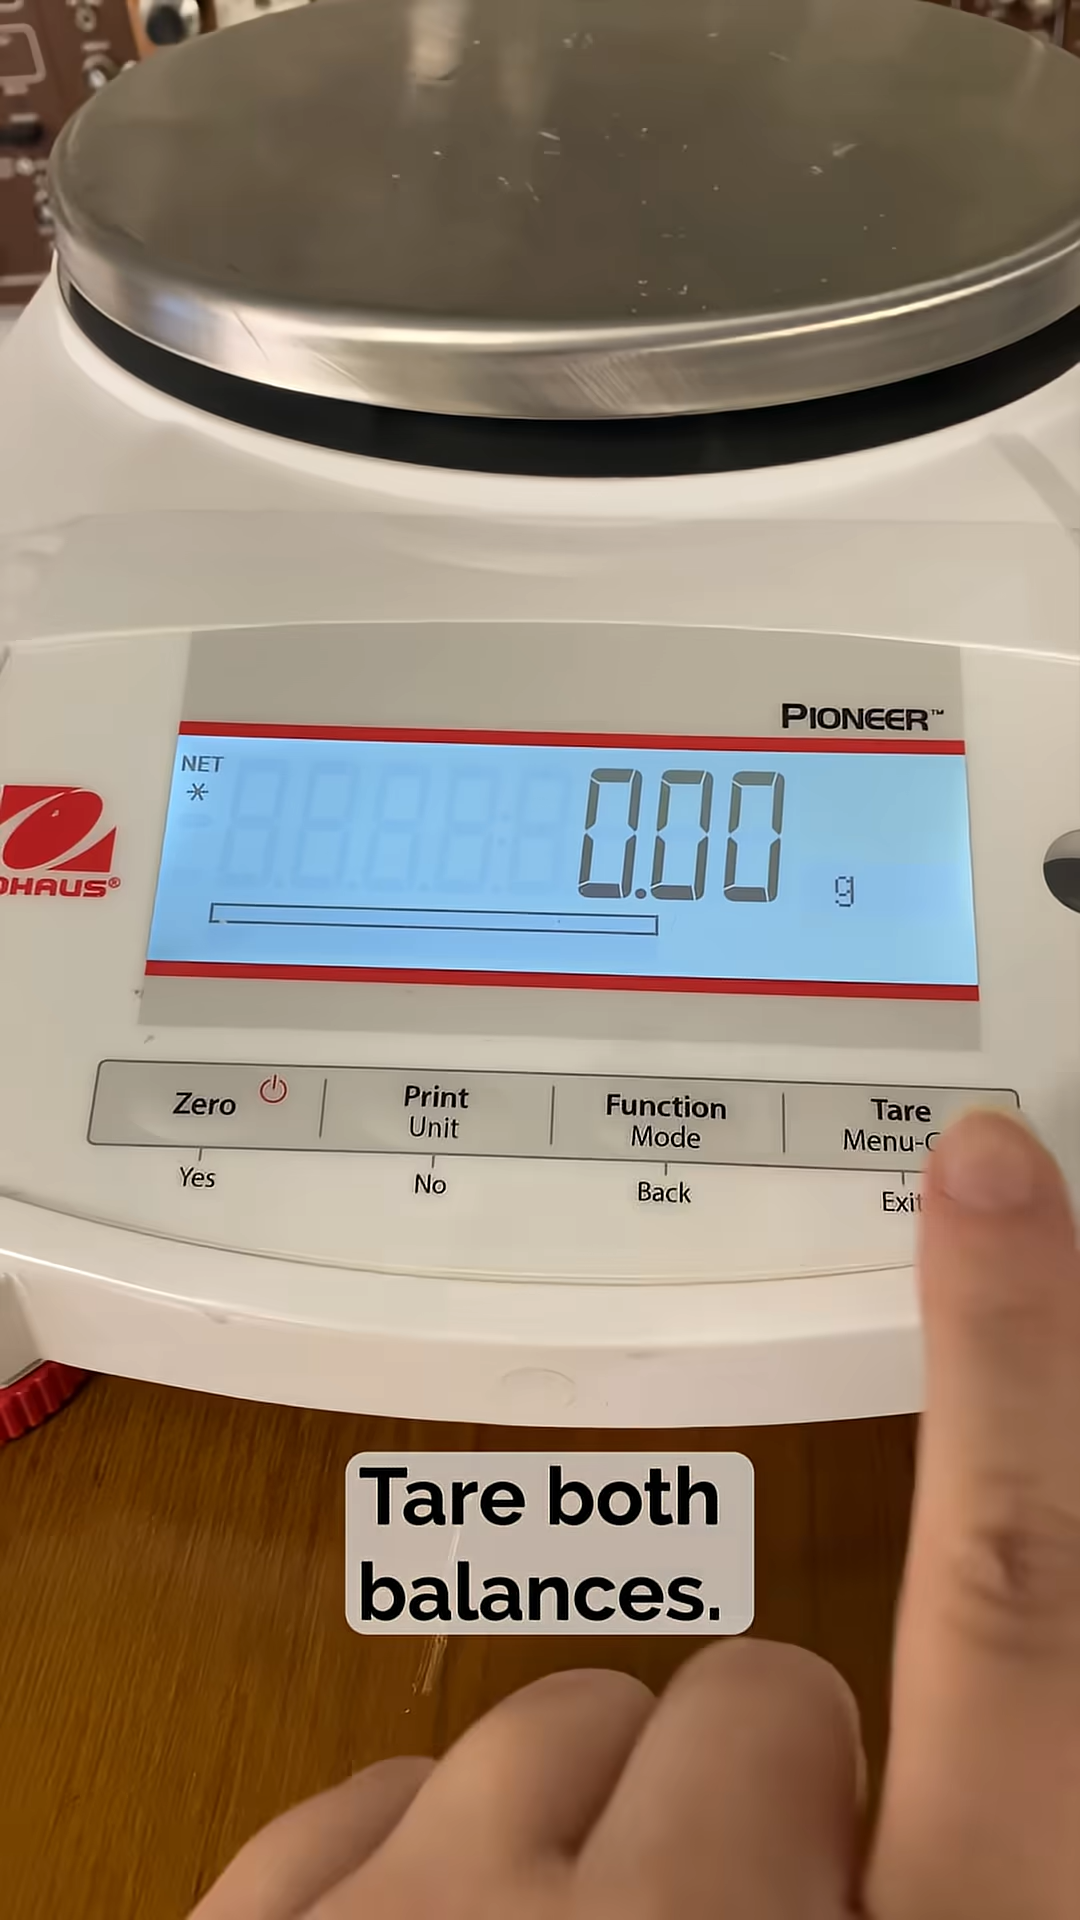 PIONEER™
NET
*
0.00
g
OHAUS®
Zero
Print
Unit
Function
Mode
Tare
Yes
No
Back
Exit
Tare both
balances.